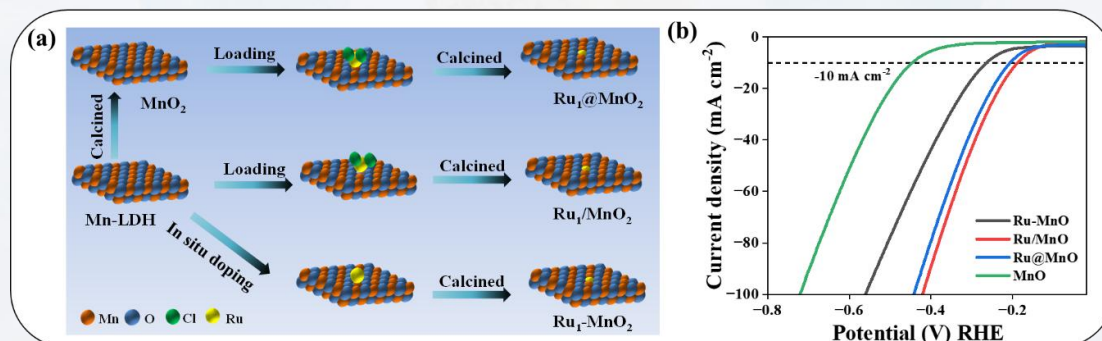 (a)
Loading
Calcined
MnO₂
Ru₁@MnO₂
Calcined
Loading
Calcined
Mn-LDH
Ru₁/MnO₂
In situ doping
Calcined
Ru₁-MnO₂
Mn O Cl Ru
(b)
0
−20
−40
−60
−80
−100
Current density (mA cm⁻²)
-10 mA cm⁻²
Ru-MnO
Ru/MnO
Ru@MnO
MnO
−0.8 −0.6 −0.4 −0.2
Potential (V) RHE